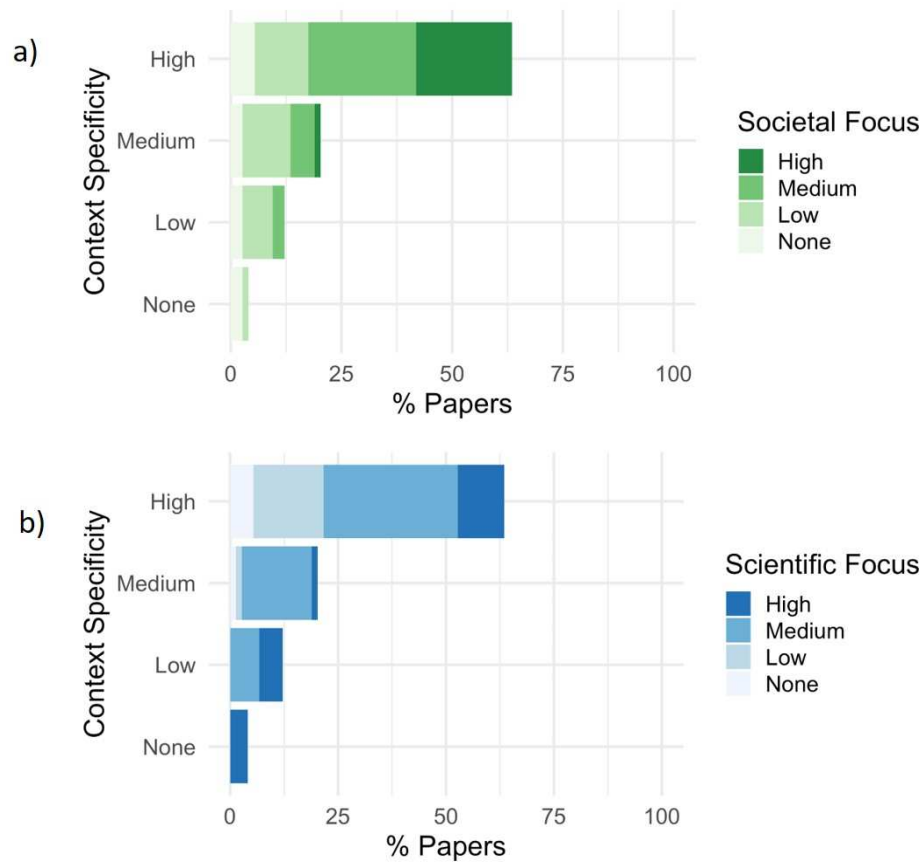 a)
Context Specificity
High
Medium
Low
None
0 25 50 75 100
% Papers
Societal Focus
High
Medium
Low
None
b)
Context Specificity
High
Medium
Low
None
0 25 50 75 100
% Papers
Scientific Focus
High
Medium
Low
None